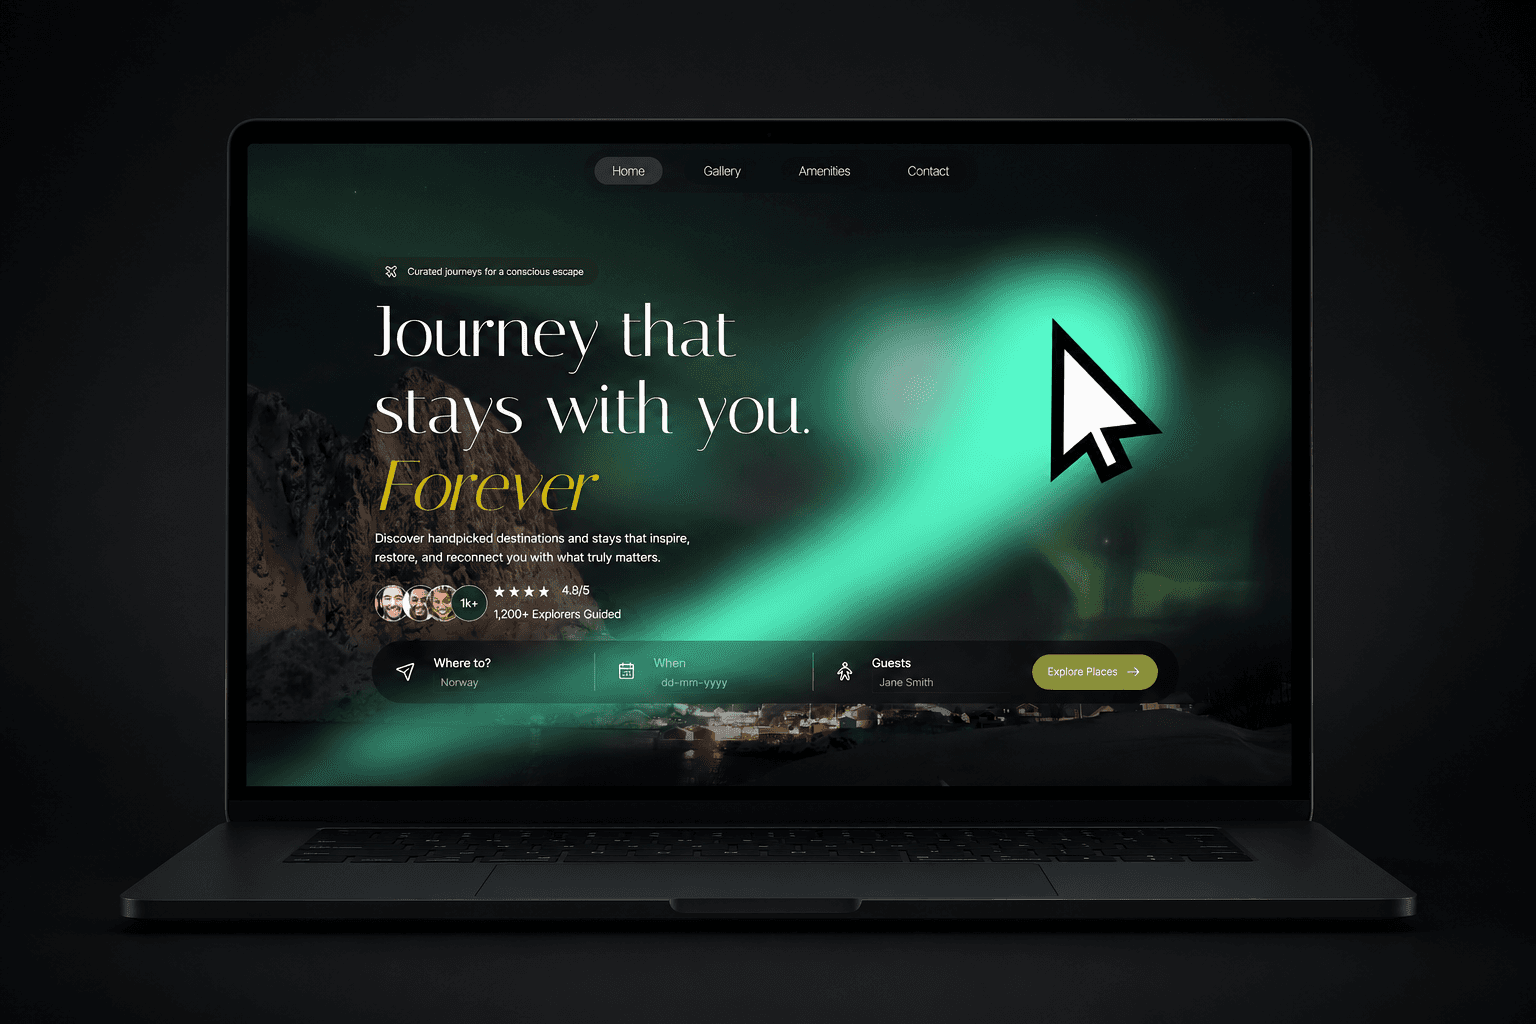 Home
Gallery
Amenities
Contact
Curated journeys for a conscious escape
Journey that
stays with you.
Forever
Discover handpicked destinations and stays that inspire,
restore, and reconnect you with what truly matters.
1k+
4.8/5
1,200+ Explorers Guided
Where to?
Norway
When
dd-mm-yyyy
Guests
Jane Smith
Explore Places